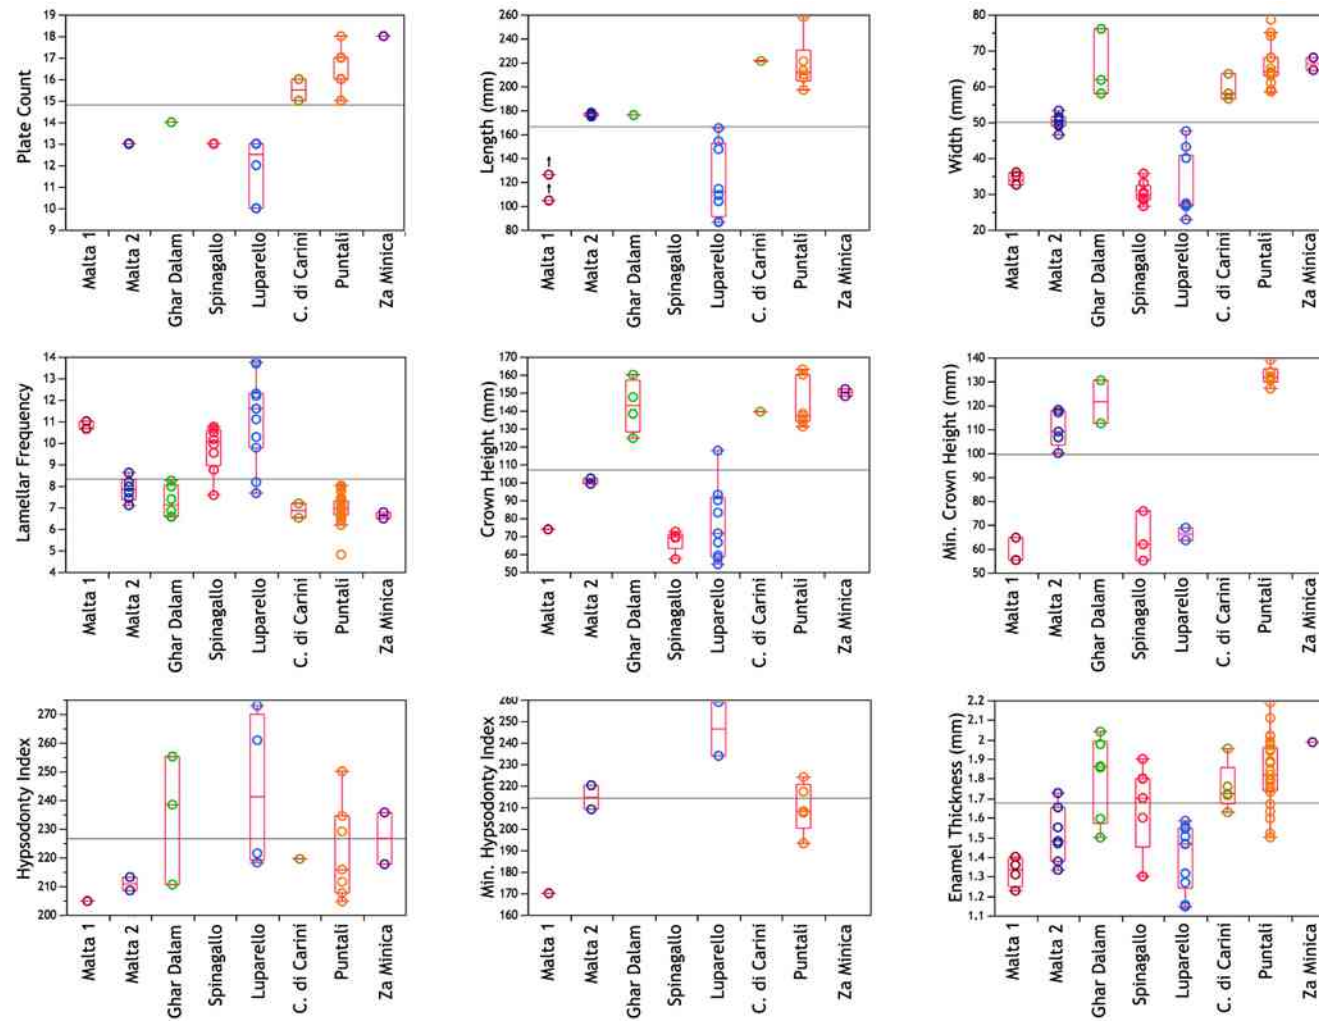 Plate Count
19
18
17
16
15
14
13
12
11
10
9
Malta 1
Malta 2
Ghar Dalam
Spinagallo
Luparello
C. di Carini
Puntali
Za Minica
Length (mm)
260
240
220
200
180
160
140
120
100
80
Malta 1
Malta 2
Ghar Dalam
Spinagallo
Luparello
C. di Carini
Puntali
Za Minica
Width (mm)
80
70
60
50
40
30
20
Malta 1
Malta 2
Ghar Dalam
Spinagallo
Luparello
C. di Carini
Puntali
Za Minica
Lamellar Frequency
14
13
12
11
10
9
8
7
6
5
4
Malta 1
Malta 2
Ghar Dalam
Spinagallo
Luparello
C. di Carini
Puntali
Za Minica
Crown Height (mm)
170
160
150
140
130
120
110
100
90
80
70
60
50
Malta 1
Malta 2
Ghar Dalam
Spinagallo
Luparello
C. di Carini
Puntali
Za Minica
Min. Crown Height (mm)
140
130
120
110
100
90
80
70
60
50
Malta 1
Malta 2
Ghar Dalam
Spinagallo
Luparello
C. di Carini
Puntali
Za Minica
Hypsodonty Index
270
260
250
240
230
220
210
200
Malta 1
Malta 2
Ghar Dalam
Spinagallo
Luparello
C. di Carini
Puntali
Za Minica
Min. Hypsodonty Index
260
250
240
230
220
210
200
190
180
170
160
Malta 1
Malta 2
Ghar Dalam
Spinagallo
Luparello
C. di Carini
Puntali
Za Minica
Enamel Thickness (mm)
2.2
2.1
2
1.9
1.8
1.7
1.6
1.5
1.4
1.3
1.2
1.1
Malta 1
Malta 2
Ghar Dalam
Spinagallo
Luparello
C. di Carini
Puntali
Za Minica